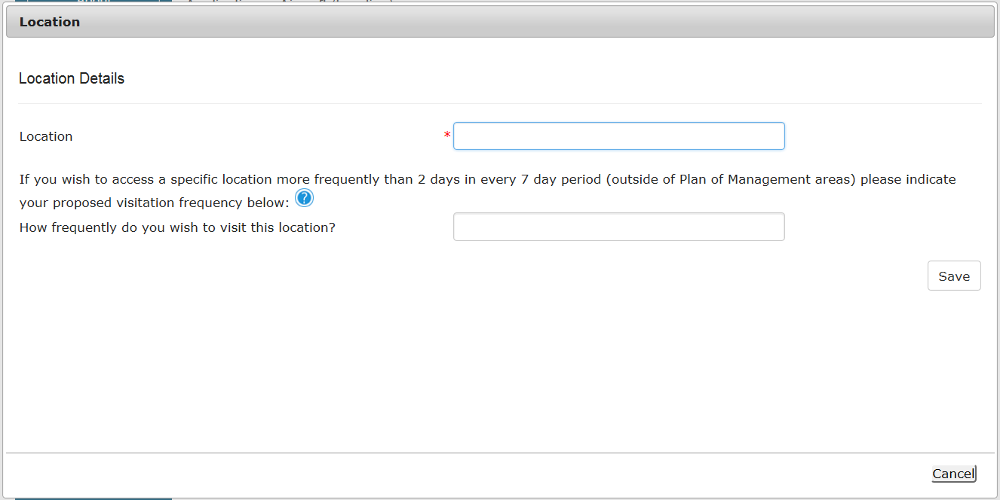 Location
Location Details
Location *
If you wish to access a specific location more frequently than 2 days in every 7 day period (outside of Plan of Management areas) please indicate
your proposed visitation frequency below: ?
How frequently do you wish to visit this location?
Save
Cancel